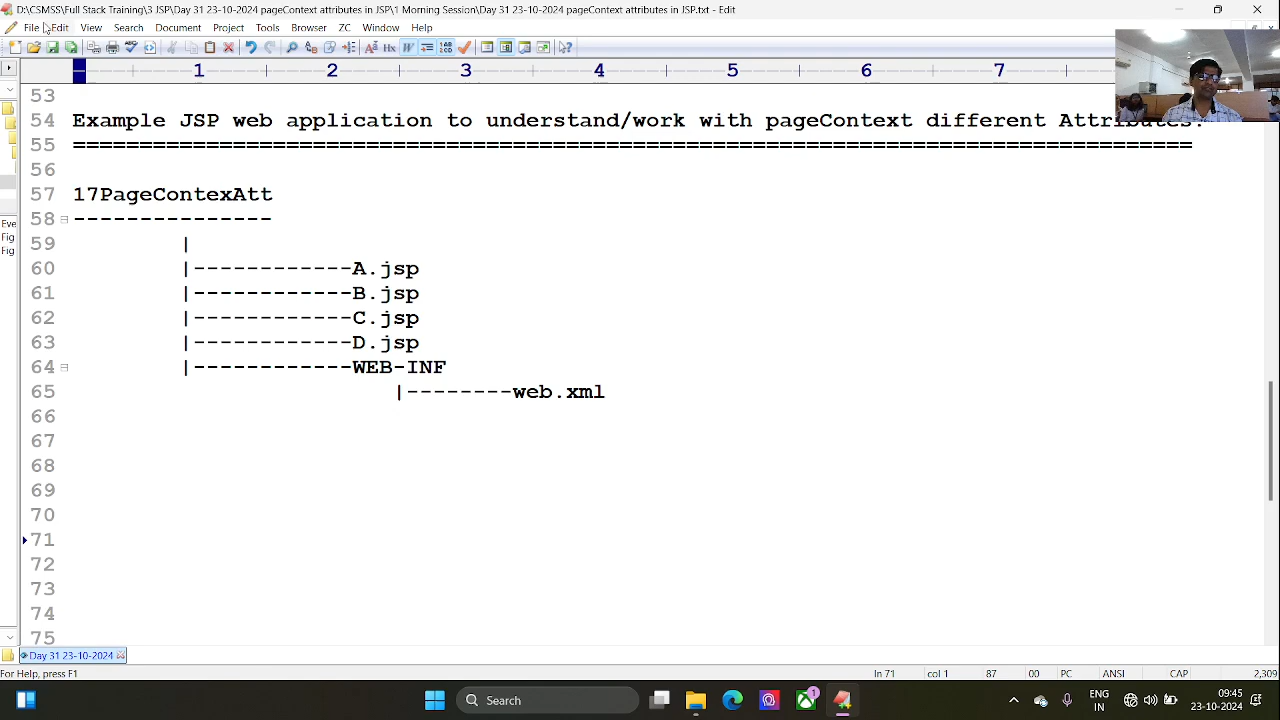 D:\CSMSS\Full Stack Training\3 JSP\Day 31 23-10-2024 pageContext attributes in JSP\1 Morning Session\Day 31 23-10-2024 pageContext attributes in JSP.txt - Edit
File Edit View Search Document Project Tools Browser ZC Window Help
1 2 3 4 5 6 7
53
54 Example JSP web application to understand/work with pageContext different Attributes.
55 ====================================================================================
56
57 17PageContexAtt
58 ---------------
59 |
60 |------------A.jsp
61 |------------B.jsp
62 |------------C.jsp
63 |------------D.jsp
64 |------------WEB-INF
65 |--------web.xml
66
67
68
69
70
71
72
73
74
75
Eve
Fig
Fig
Day 31 23-10-2024
For Help, press F1
ln 71 col 1 87 00 PC ANSI CAP 2,309
Search
1
ENG
IN
09:45
23-10-2024